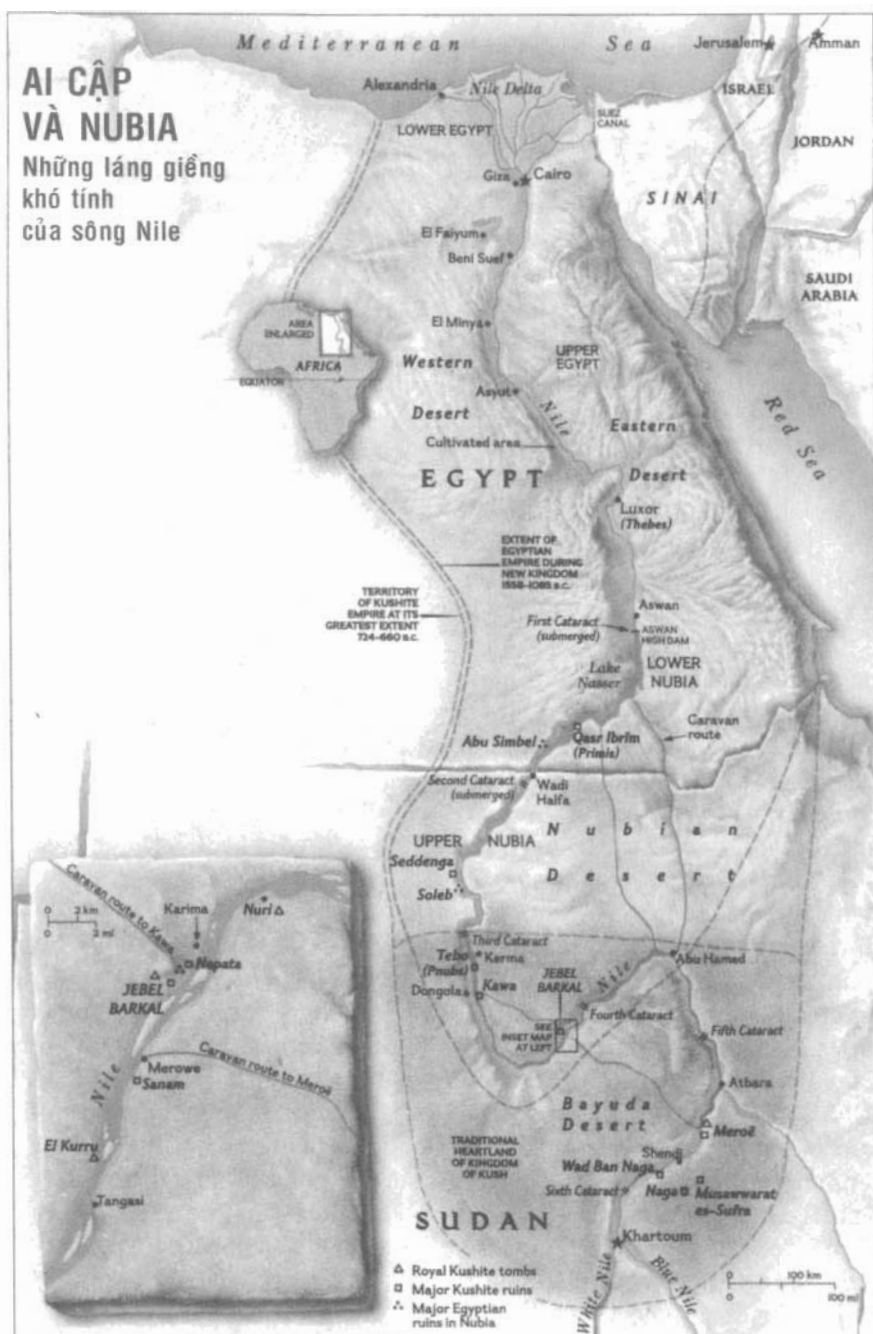 Mediterranean Sea
Jerusalem
Amman
AI CẬP
VÀ NUBIA
Những láng giềng
khó tính
của sông Nile
Alexandria
Nile Delta
ISRAEL
LOWER EGYPT
SUEZ
CANAL
JORDAN
Giza
Cairo
SINAI
El Faiyum
Beni Suef
SAUDI
ARABIA
AREA
ENLARGED
El Minya
AFRICA
EQUATOR
Western
Desert
UPPER
EGYPT
Asyut
Nile
Eastern
Desert
Red Sea
Cultivated area
EGYPT
Luxor
(Thebes)
EXTENT OF
EGYPTIAN
EMPIRE DURING
NEW KINGDOM
1558-1085 B.C.
TERRITORY
OF KUSHITE
EMPIRE AT ITS
GREATEST EXTENT
724-660 B.C.
Aswan
First Cataract
(submerged)
ASWAN
HIGH DAM
Lake
Nasser
LOWER
NUBIA
Caravan
route
Abu Simbel
Qasr Ibrim
(Primis)
Second Cataract
(submerged)
Wadi
Halfa
UPPER NUBIA
Nubian
Desert
Seddenga
Soleb
Third Cataract
Tebo
(Pnubs)
Kerma
Dongola
Kawa
JEBEL
BARKAL
Nile
Abu Hamed
SEE
INSET MAP
AT LEFT
Fourth Cataract
Fifth Cataract
Atbara
Bayuda
Desert
Meroë
TRADITIONAL
HEARTLAND
OF KINGDOM
OF KUSH
Shendi
Wad Ban Naga
Sixth Cataract
Naga
Musawwarat
es-Sufra
SUDAN
Khartoum
White Nile
Blue Nile
0 100 km
0 100 mi
Caravan route to Kawa
0 2 km
0 2 mi
Karima
Nuri
Napata
JEBEL
BARKAL
Nile
Merowe
Sanam
Caravan route to Meroë
El Kurru
Tangasi
Royal Kushite tombs
Major Kushite ruins
Major Egyptian
ruins in Nubia